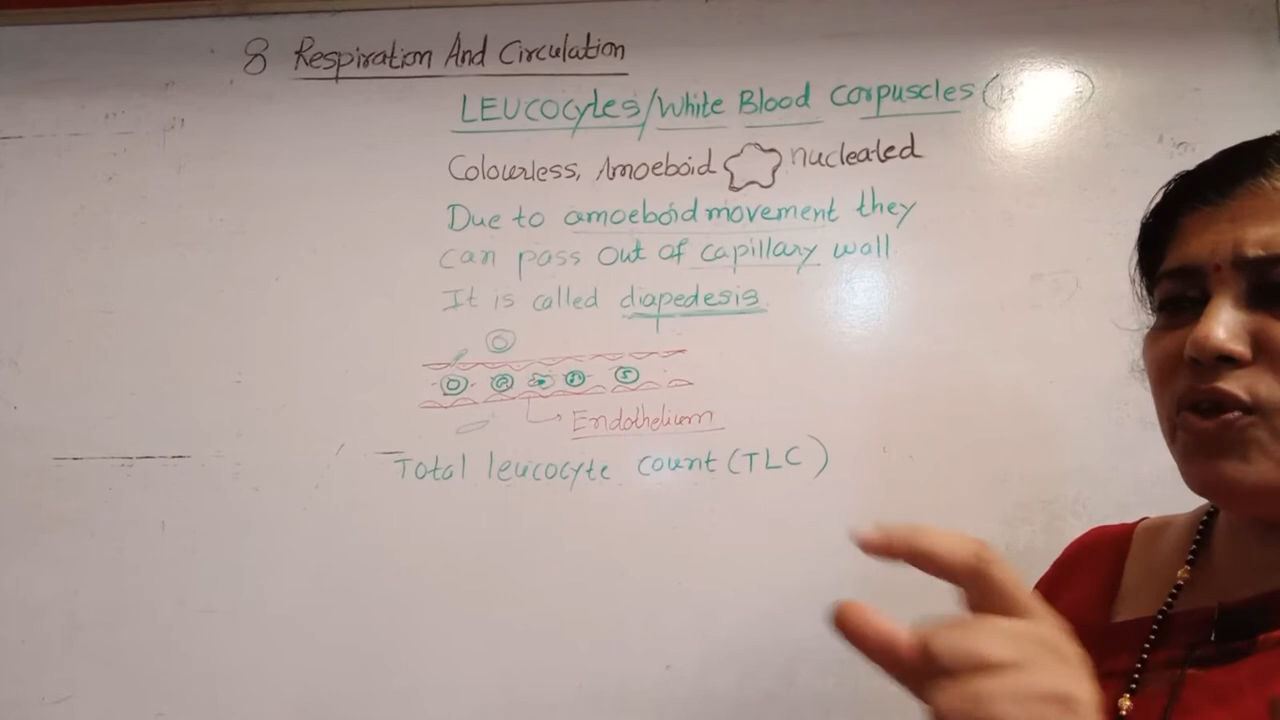 8 Respiration And Circulation
LEUCOCYTES/White Blood Corpuscles
Colourless, Amoeboid nucleated
Due to amoeboid movement they
can pass out of capillary wall
It is called diapedesis.
Endothelium
Total leucocyte count (TLC)